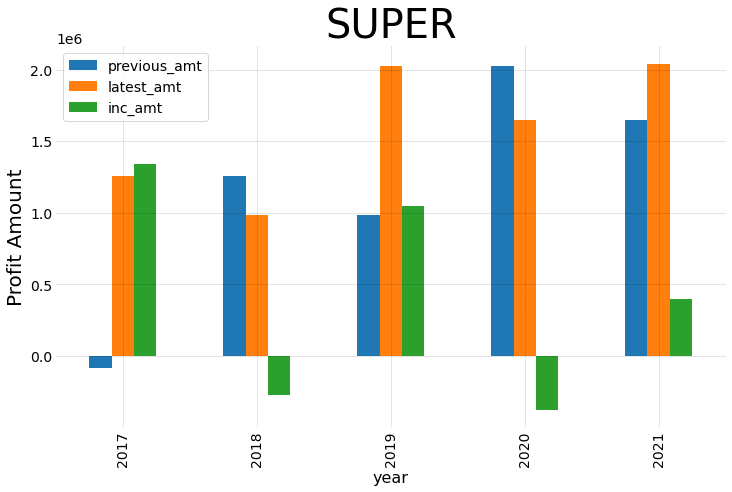 SUPER
1e6
previous_amt
latest_amt
inc_amt
2.0
1.5
1.0
0.5
0.0
Profit Amount
2017
2018
2019
2020
2021
year